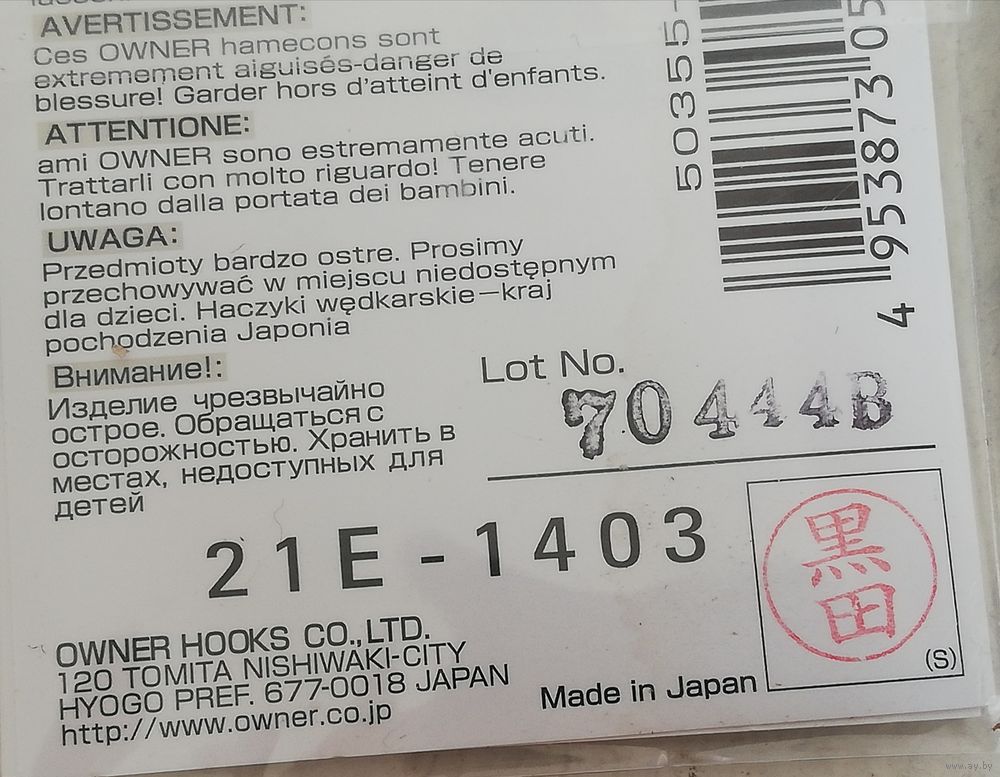 AVERTISSEMENT:
Ces OWNER hamecons sont
extremement aiguisés-danger de
blessure! Garder hors d'atteint d'enfants.
ATTENTIONE:
ami OWNER sono estremamente acuti.
Trattarli con molto riguardo! Tenere
lontano dalla portata dei bambini.
UWAGA:
Przedmioty bardzo ostre. Prosimy
przechowywać w miejscu niedostępnym
dla dzieci. Haczyki wędkarskie—kraj
pochodzenia Japonia
Внимание!:
Изделие чрезвычайно
острое. Обращаться с
осторожностью. Хранить в
местах, недоступных для
детей
50355-
4 953873 05
Lot No.
70444B
21E-1403
黒田
(S)
OWNER HOOKS CO.,LTD.
120 TOMITA NISHIWAKI-CITY
HYOGO PREF. 677-0018 JAPAN
http://www.owner.co.jp
Made in Japan
www.ay.by